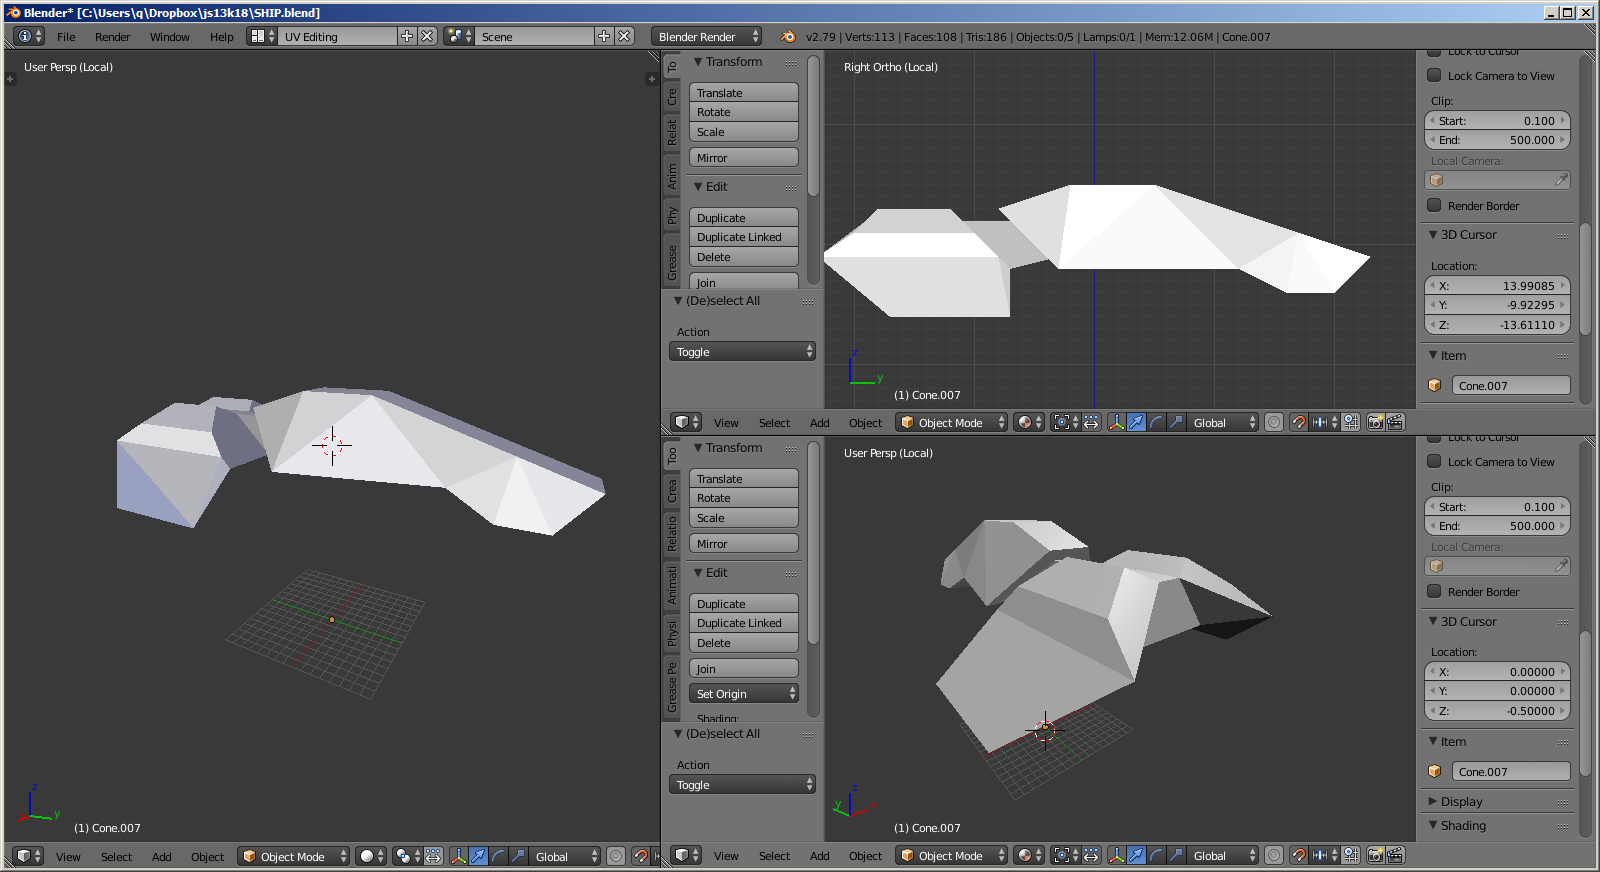 Blender* [C:\Users\q\Dropbox\js13k18\SHIP.blend]
File Render Window Help UV Editing Scene Blender Render v2.79 | Verts:113 | Faces:108 | Tris:186 | Objects:0/5 | Lamps:0/1 | Mem:12.06M | Cone.007
User Persp (Local)
z
y
x
(1) Cone.007
View Select Add Object Object Mode Global
To
Cre
Relat
Anim
Phy
Grease
Transform
Translate
Rotate
Scale
Mirror
Edit
Duplicate
Duplicate Linked
Delete
Join
(De)select All
Action
Toggle
Right Ortho (Local)
z
y
(1) Cone.007
View Select Add Object Object Mode Global
Lock to Cursor
Lock Camera to View
Clip:
Start: 0.100
End: 500.000
Local Camera:
Render Border
3D Cursor
Location:
X: 13.99085
Y: -9.92295
Z: -13.61110
Item
Cone.007
Too
Crea
Relatio
Animati
Physi
Grease Pe
Transform
Translate
Rotate
Scale
Mirror
Edit
Duplicate
Duplicate Linked
Delete
Join
Set Origin
Shading:
(De)select All
Action
Toggle
User Persp (Local)
z
y
x
(1) Cone.007
View Select Add Object Object Mode Global
Lock to Cursor
Lock Camera to View
Clip:
Start: 0.100
End: 500.000
Local Camera:
Render Border
3D Cursor
Location:
X: 0.00000
Y: 0.00000
Z: -0.50000
Item
Cone.007
Display
Shading